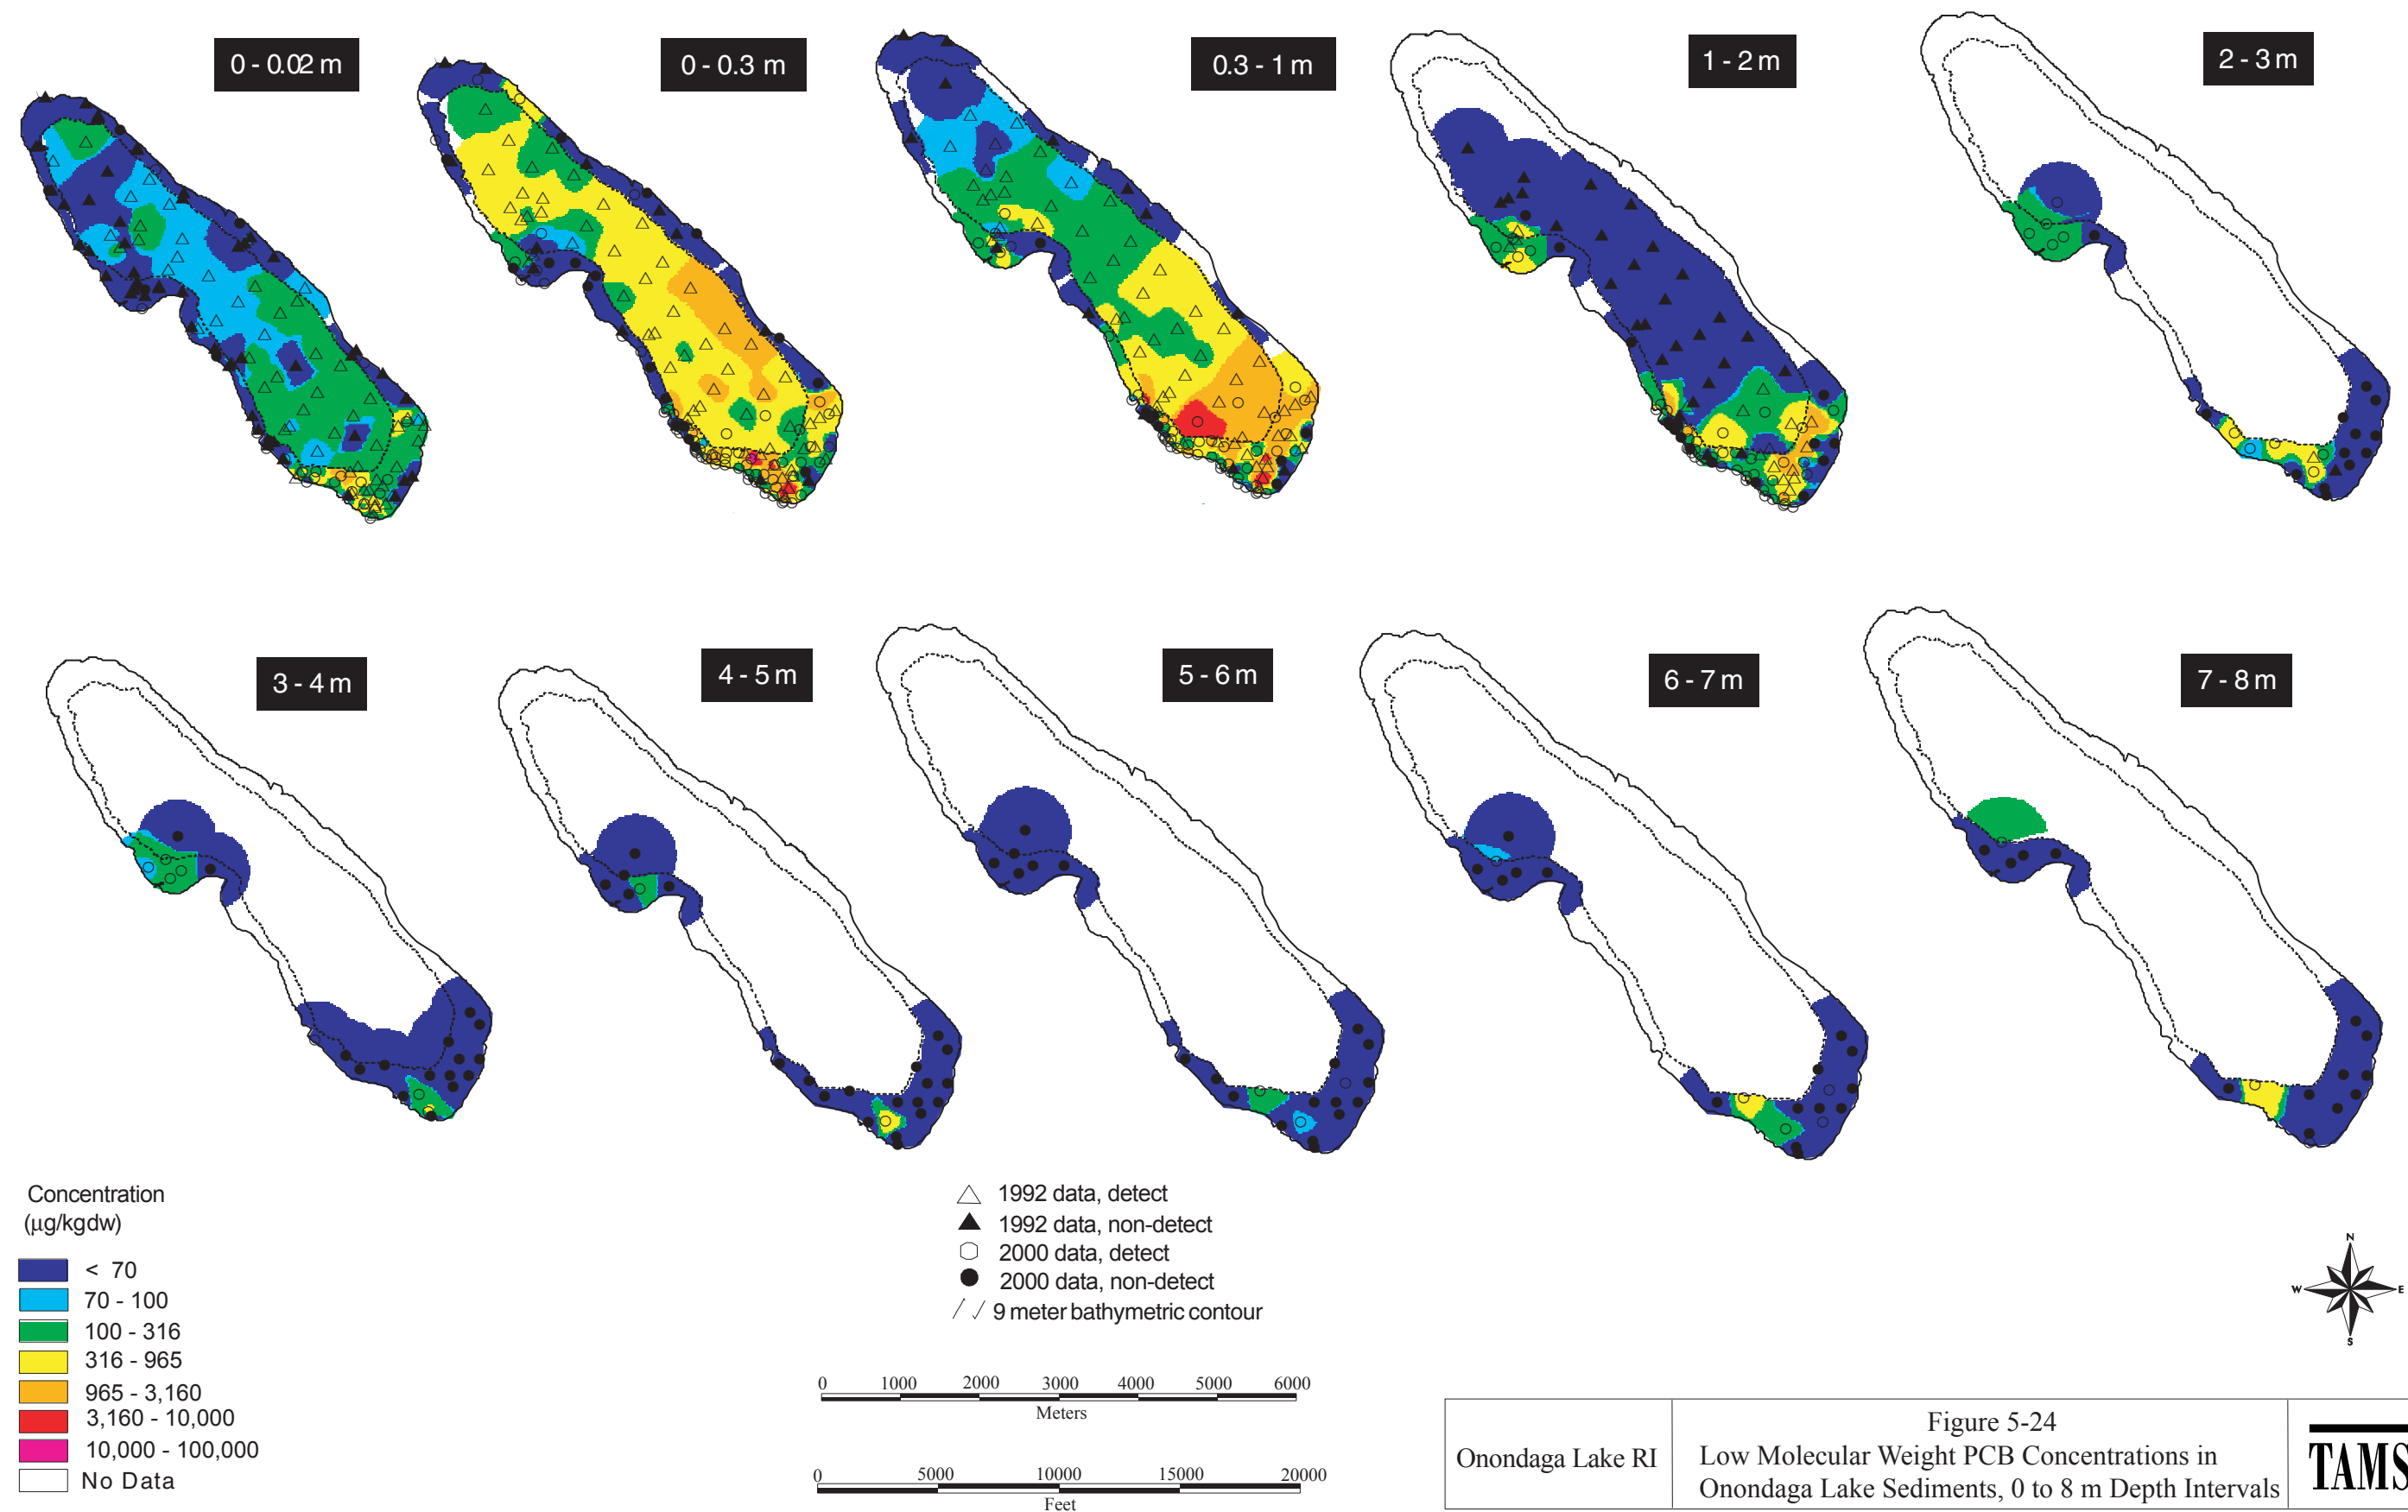 0 - 0.02 m
0 - 0.3 m
0.3 - 1 m
1 - 2 m
2 - 3 m
3 - 4 m
4 - 5 m
5 - 6 m
6 - 7 m
7 - 8 m
Concentration
(µg/kgdw)
< 70
70 - 100
100 - 316
316 - 965
965 - 3,160
3,160 - 10,000
10,000 - 100,000
No Data
1992 data, detect
1992 data, non-detect
2000 data, detect
2000 data, non-detect
9 meter bathymetric contour
0 1000 2000 3000 4000 5000 6000
Meters
0 5000 10000 15000 20000
Feet
N
W E
S
Onondaga Lake RI
Figure 5-24
Low Molecular Weight PCB Concentrations in
Onondaga Lake Sediments, 0 to 8 m Depth Intervals
TAMS